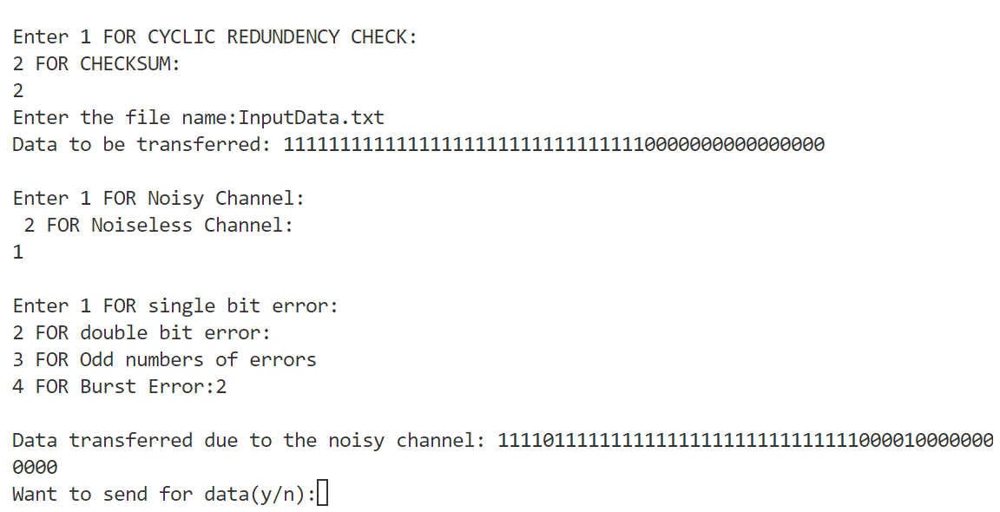 Enter 1 FOR CYCLIC REDUNDENCY CHECK:
2 FOR CHECKSUM:
2
Enter the file name:InputData.txt
Data to be transferred: 111111111111111111111111111111110000000000000000
Enter 1 FOR Noisy Channel:
2 FOR Noiseless Channel:
1
Enter 1 FOR single bit error:
2 FOR double bit error:
3 FOR Odd numbers of errors
4 FOR Burst Error:2
Data transferred due to the noisy channel: 11110111111111111111111111111111000010000000
0000
Want to send for data(y/n):